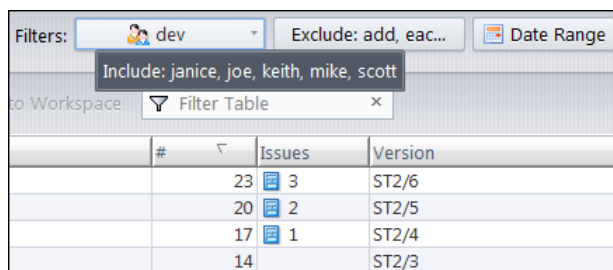 Filters: dev Exclude: add, eac... Date Range
Include: janice, joe, keith, mike, scott
to Workspace Filter Table ×
# Issues Version
23 3 ST2/6
20 2 ST2/5
17 1 ST2/4
14 ST2/3